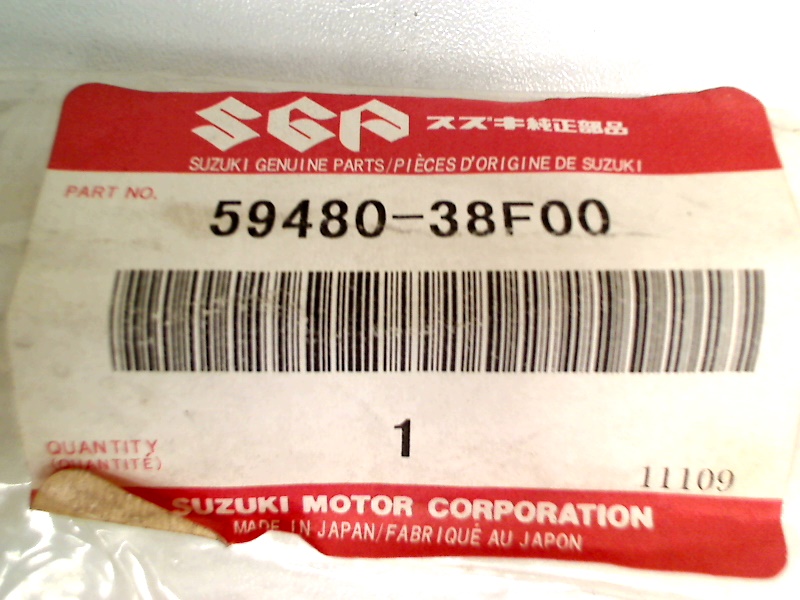 SGP スズキ純正部品
SUZUKI GENUINE PARTS/PIÈCES D'ORIGINE DE SUZUKI
PART NO.
59480-38F00
1
QUANTITY
(QUANTITÉ)
11109
SUZUKI MOTOR CORPORATION
MADE IN JAPAN/FABRIQUÉ AU JAPON